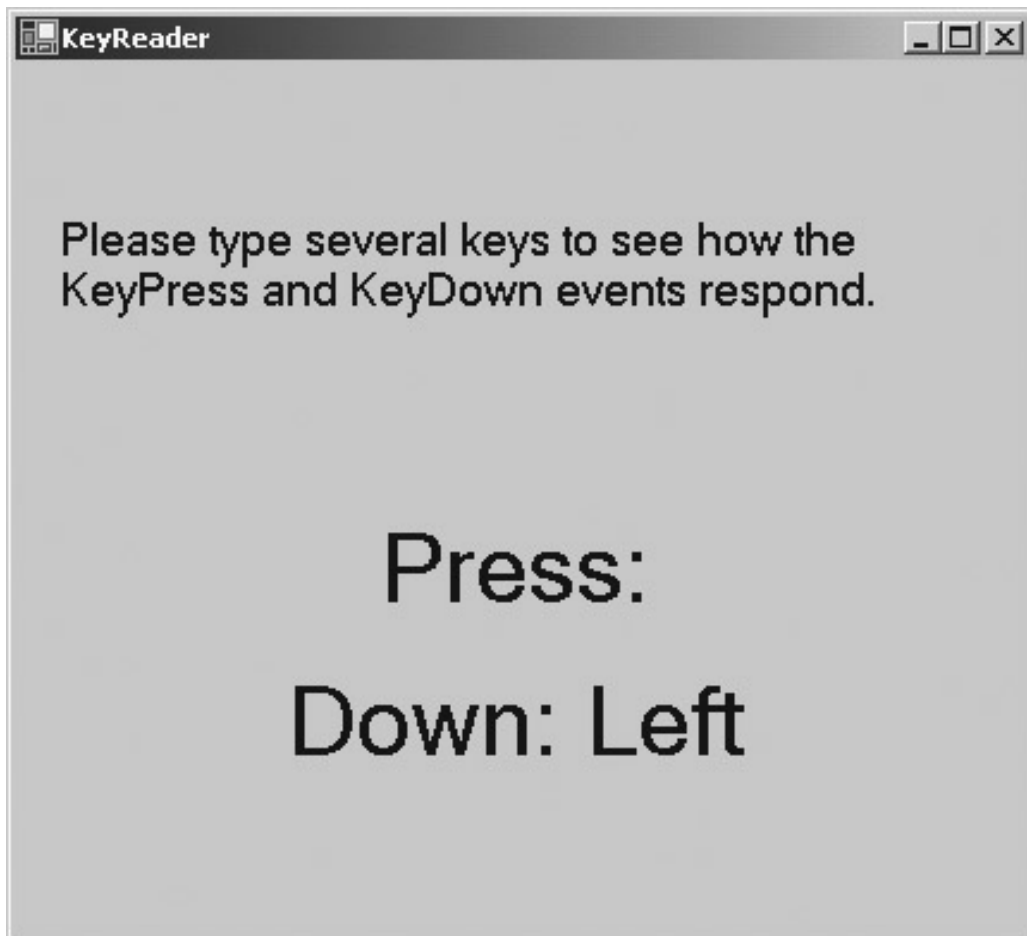 KeyReader
Please type several keys to see how the
KeyPress and KeyDown events respond.
Press:
Down: Left